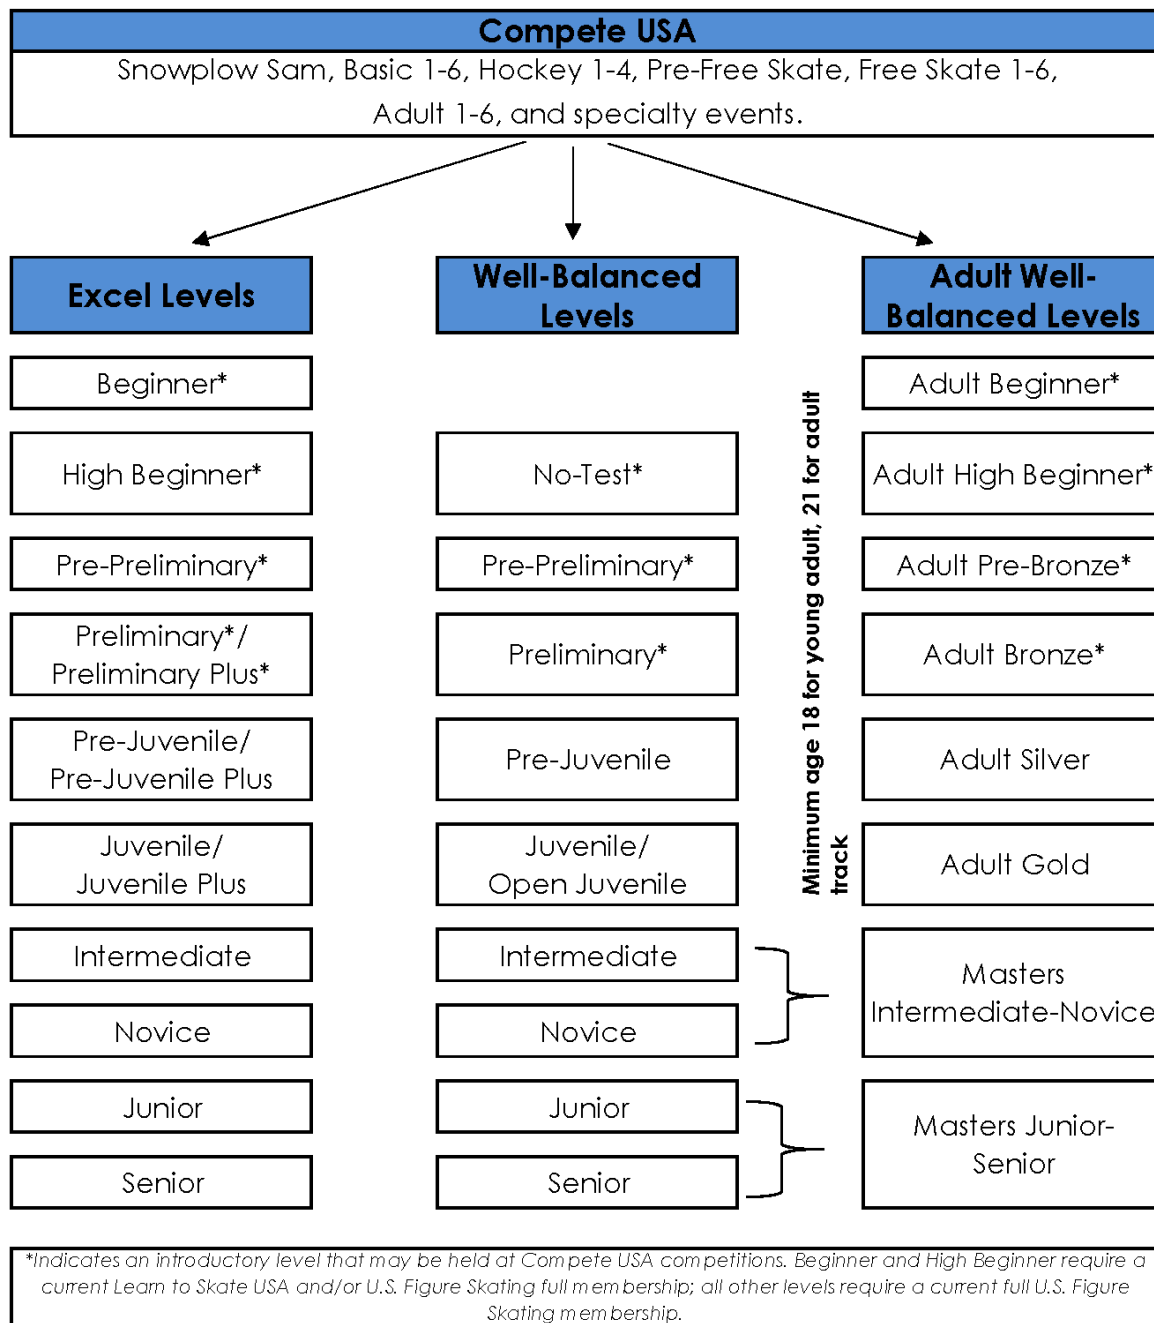 Compete USA
Snowplow Sam, Basic 1-6, Hockey 1-4, Pre-Free Skate, Free Skate 1-6,
Adult 1-6, and specialty events.
Excel Levels
Beginner*
High Beginner*
Pre-Preliminary*
Preliminary*/
Preliminary Plus*
Pre-Juvenile/
Pre-Juvenile Plus
Juvenile/
Juvenile Plus
Intermediate
Novice
Junior
Senior
Well-Balanced
Levels
No-Test*
Pre-Preliminary*
Preliminary*
Pre-Juvenile
Juvenile/
Open Juvenile
Intermediate
Novice
Junior
Senior
Minimum age 18 for young adult, 21 for adult
track
Adult Well-
Balanced Levels
Adult Beginner*
Adult High Beginner*
Adult Pre-Bronze*
Adult Bronze*
Adult Silver
Adult Gold
Masters
Intermediate-Novice
Masters Junior-
Senior
*Indicates an introductory level that may be held at Compete USA competitions. Beginner and High Beginner require a
current Learn to Skate USA and/or U.S. Figure Skating full membership; all other levels require a current full U.S. Figure
Skating membership.